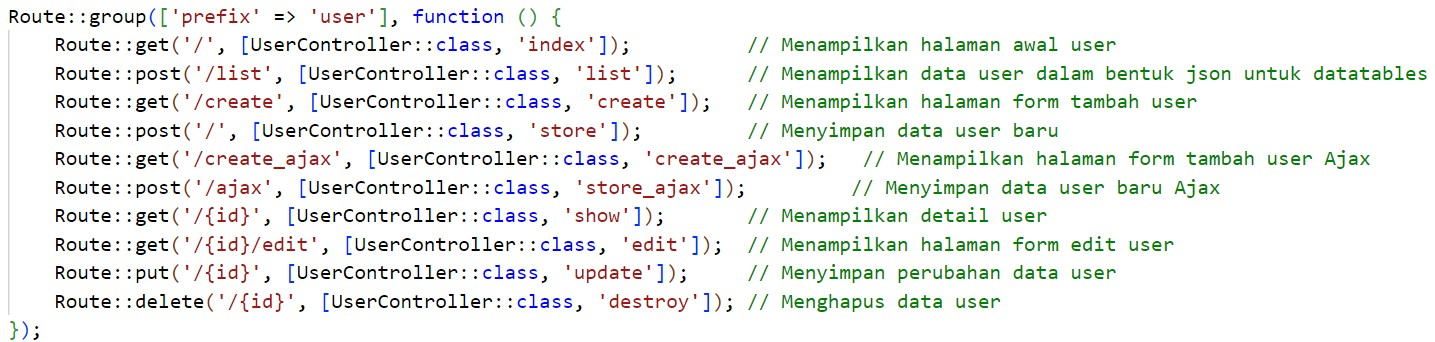 Route::group(['prefix' => 'user'], function () {
    Route::get('/', [UserController::class, 'index']);          // Menampilkan halaman awal user
    Route::post('/list', [UserController::class, 'list']);      // Menampilkan data user dalam bentuk json untuk datatables
    Route::get('/create', [UserController::class, 'create']);   // Menampilkan halaman form tambah user
    Route::post('/', [UserController::class, 'store']);         // Menyimpan data user baru
    Route::get('/create_ajax', [UserController::class, 'create_ajax']);   // Menampilkan halaman form tambah user Ajax
    Route::post('/ajax', [UserController::class, 'store_ajax']);         // Menyimpan data user baru Ajax
    Route::get('/{id}', [UserController::class, 'show']);       // Menampilkan detail user
    Route::get('/{id}/edit', [UserController::class, 'edit']);  // Menampilkan halaman form edit user
    Route::put('/{id}', [UserController::class, 'update']);     // Menyimpan perubahan data user
    Route::delete('/{id}', [UserController::class, 'destroy']); // Menghapus data user
});